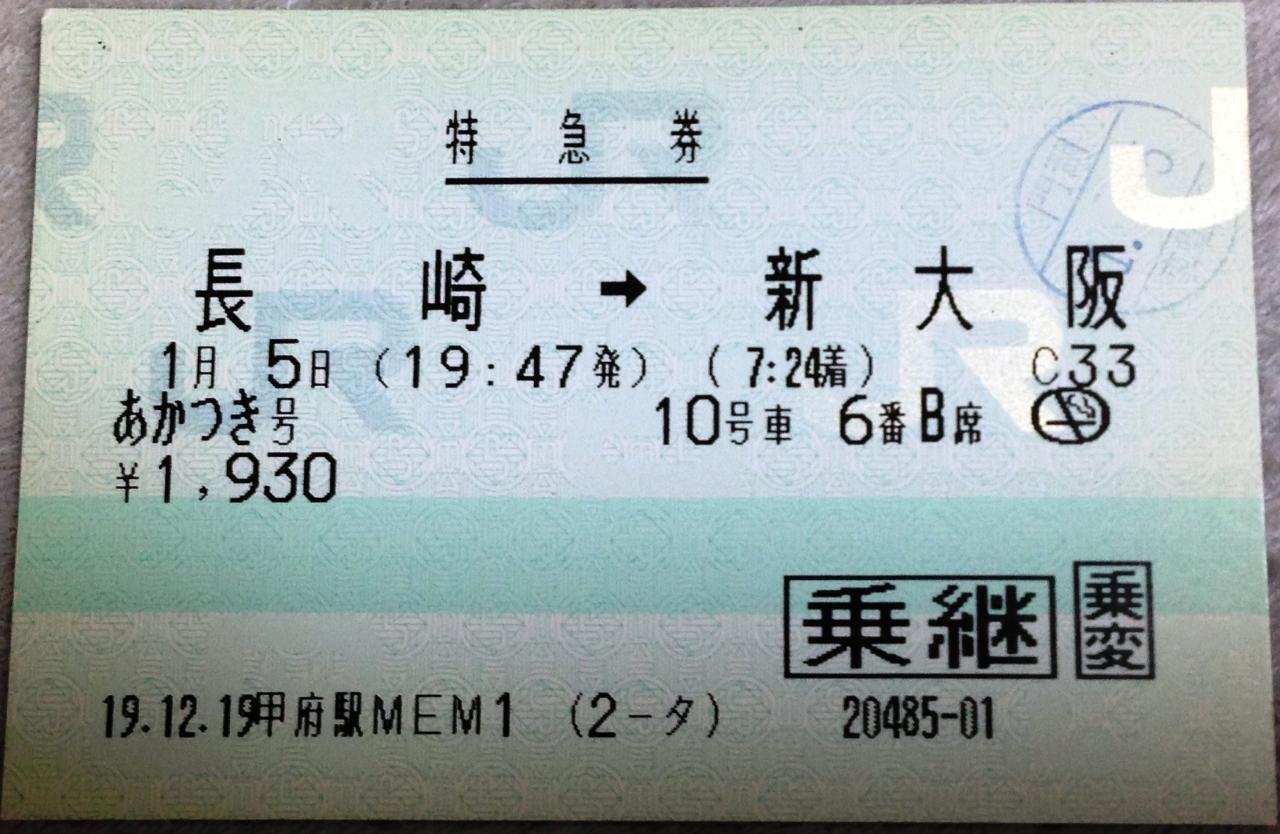 特急券
長崎➡新大阪
1月 5日 (19:47発) ( 7:24着) C33
あかつき号 10号車 6番B席
¥1,930
乗継 乗変
19.12.19甲府駅MEM1 (2-タ) 20485-01